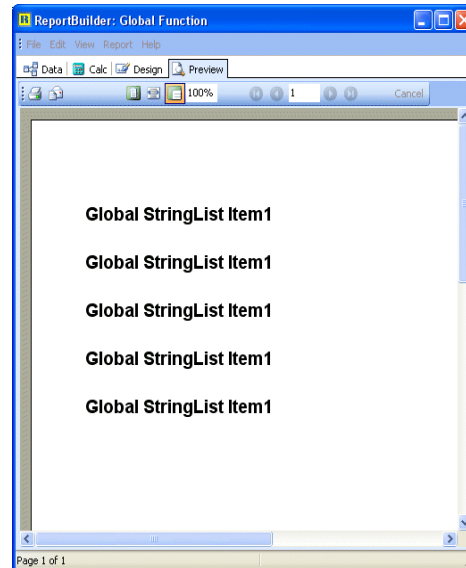 ReportBuilder: Global Function
File Edit View Report Help
Data Calc Design Preview
100% 1 Cancel
Global StringList Item1
Global StringList Item1
Global StringList Item1
Global StringList Item1
Global StringList Item1
Page 1 of 1